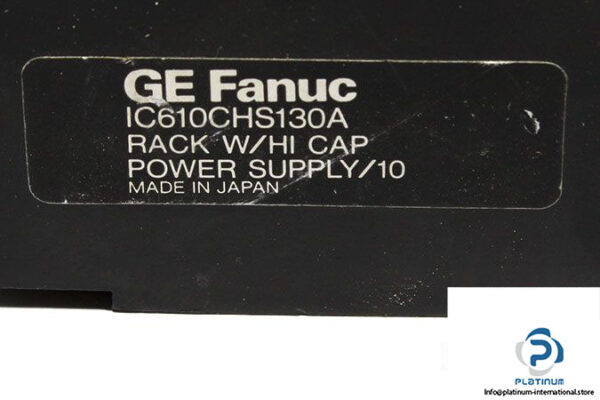 GE Fanuc
IC610CHS130A
RACK W/HI CAP
POWER SUPPLY/10
MADE IN JAPAN
PLATINUM
Info@platinum-international.store